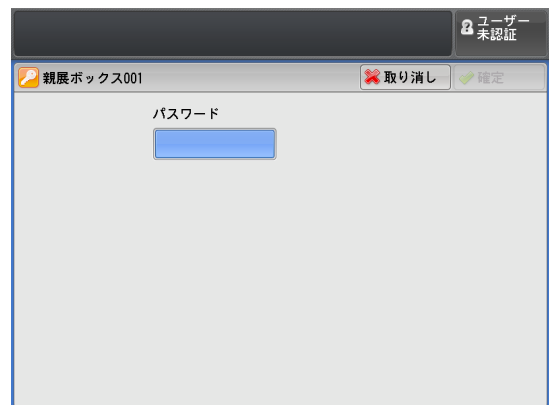 ユーザー
未認証
親展ボックス001
取り消し
確定
パスワード